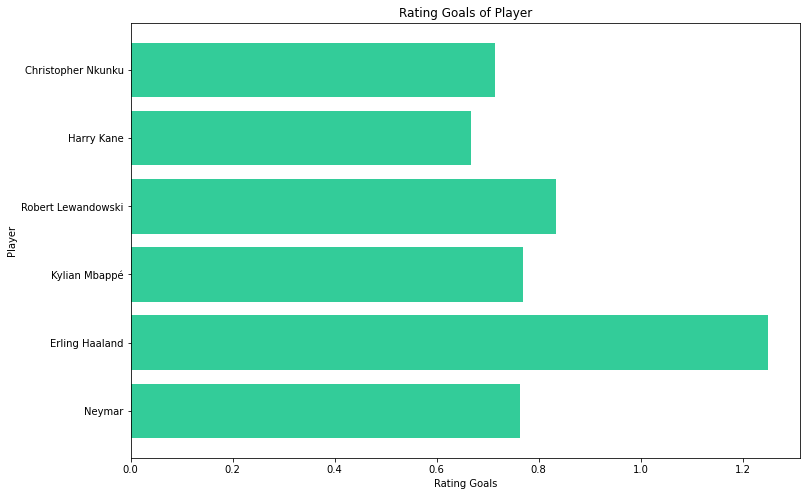 Rating Goals of Player
Player
Christopher Nkunku
Harry Kane
Robert Lewandowski
Kylian Mbappé
Erling Haaland
Neymar
0.0 0.2 0.4 0.6 0.8 1.0 1.2
Rating Goals